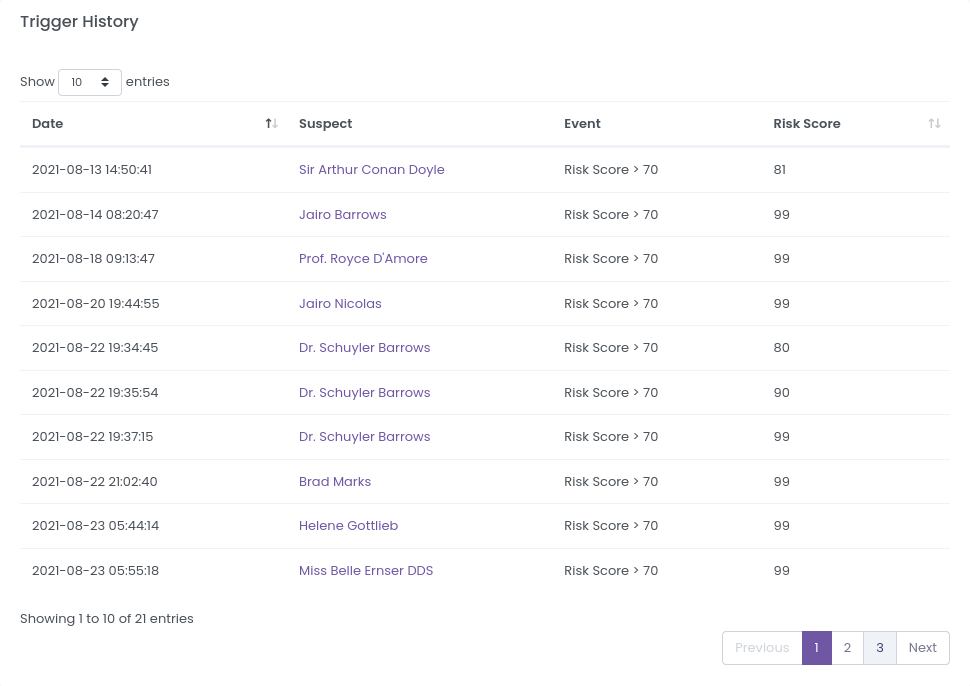 Trigger History
Show 10 entries
Date Suspect Event Risk Score
2021-08-13 14:50:41 Sir Arthur Conan Doyle Risk Score > 70 81
2021-08-14 08:20:47 Jairo Barrows Risk Score > 70 99
2021-08-18 09:13:47 Prof. Royce D'Amore Risk Score > 70 99
2021-08-20 19:44:55 Jairo Nicolas Risk Score > 70 99
2021-08-22 19:34:45 Dr. Schuyler Barrows Risk Score > 70 80
2021-08-22 19:35:54 Dr. Schuyler Barrows Risk Score > 70 90
2021-08-22 19:37:15 Dr. Schuyler Barrows Risk Score > 70 99
2021-08-22 21:02:40 Brad Marks Risk Score > 70 99
2021-08-23 05:44:14 Helene Gottlieb Risk Score > 70 99
2021-08-23 05:55:18 Miss Belle Ernser DDS Risk Score > 70 99
Showing 1 to 10 of 21 entries
Previous 1 2 3 Next